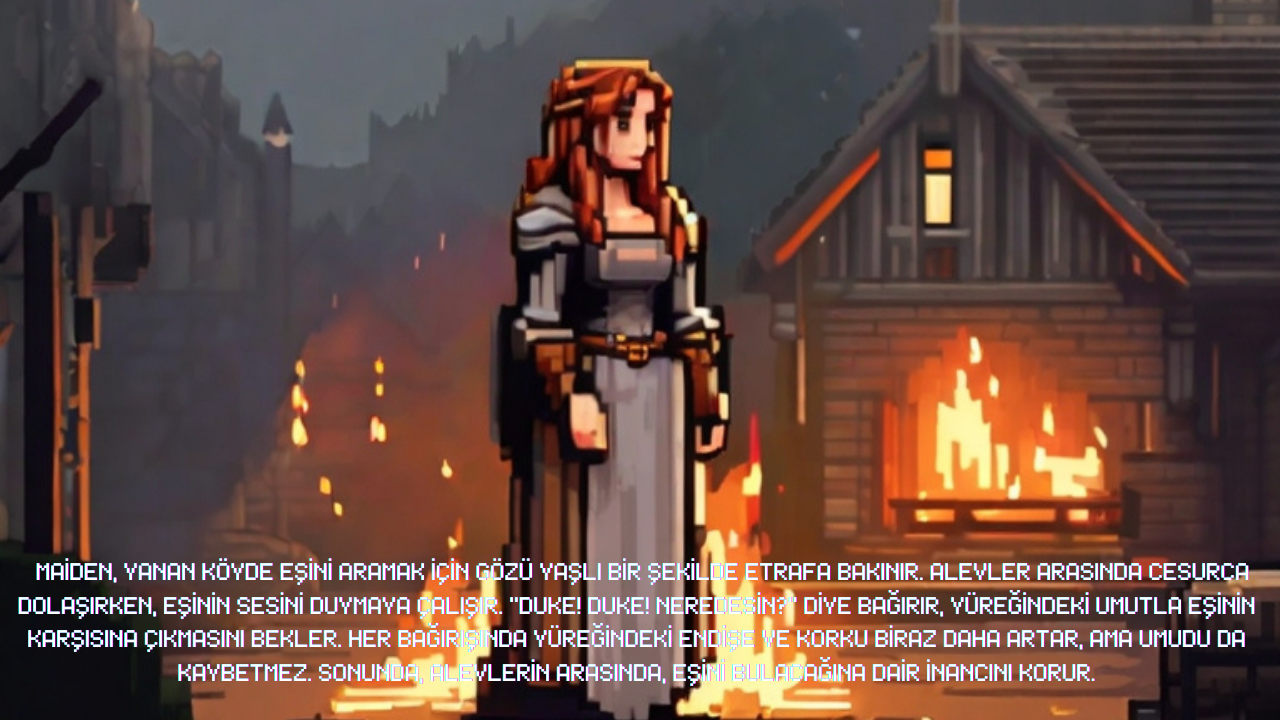 MAİDEN, YANAN KÖYDE EŞİNİ ARAMAK İÇİN GÖZÜ YAŞLI BİR ŞEKİLDE ETRAFA BAKINIR. ALEVLER ARASINDA CESURCA
DOLAŞIRKEN, EŞİNİN SESİNİ DUYMAYA ÇALIŞIR. "DUKE! DUKE! NEREDESİN?" DİYE BAĞIRIR, YÜREĞİNDEKİ UMUTLA EŞİNİN
KARŞISINA ÇIKMASINI BEKLER. HER BAĞIRIŞINDA YÜREĞİNDEKİ ENDİŞE VE KORKU BİRAZ DAHA ARTAR, AMA UMUDU DA
KAYBETMEZ. SONUNDA, ALEVLERİN ARASINDA, EŞİNİ BULACAĞINA DAİR İNANCINI KORUR.